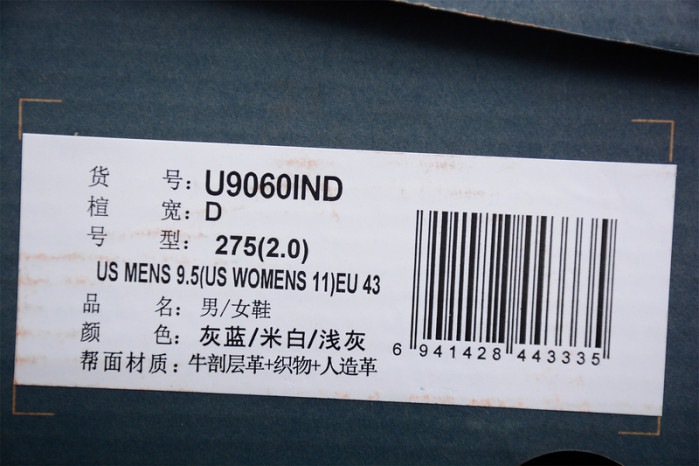 货 号：U9060IND
楦 宽：D
号 型：275(2.0)
US MENS 9.5(US WOMENS 11)EU 43
品 名：男/女鞋
颜 色：灰蓝/米白/浅灰
帮面材质：牛剖层革+织物+人造革
6 941428 443335